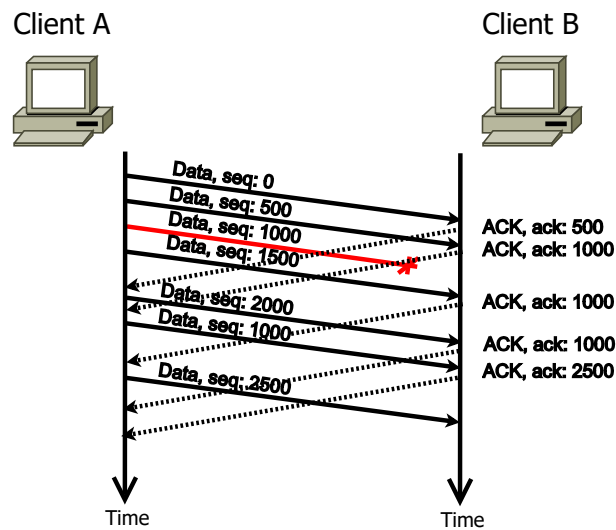 Client A
Client B
Data, seq: 0
Data, seq: 500
Data, seq: 1000
Data, seq: 1500
Data, seq: 2000
Data, seq: 1000
Data, seq: 2500
ACK, ack: 500
ACK, ack: 1000
ACK, ack: 1000
ACK, ack: 1000
ACK, ack: 2500
Time
Time